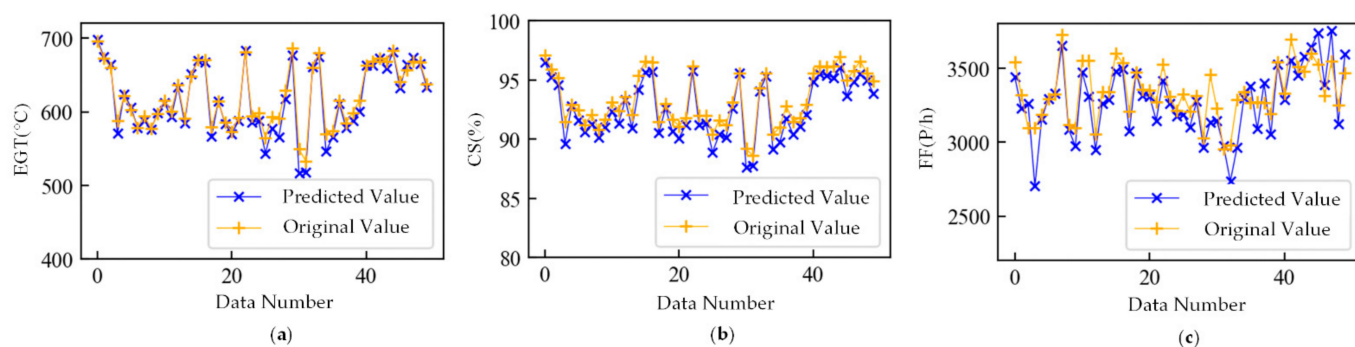 700
600
500
400
EGT(°C)
Predicted Value
Original Value
0 20 40
Data Number
(a)
100
95
90
85
80
CS(%)
Predicted Value
Original Value
0 20 40
Data Number
(b)
3500
3000
2500
FF(P/h)
Predicted Value
Original Value
0 20 40
Data Number
(c)